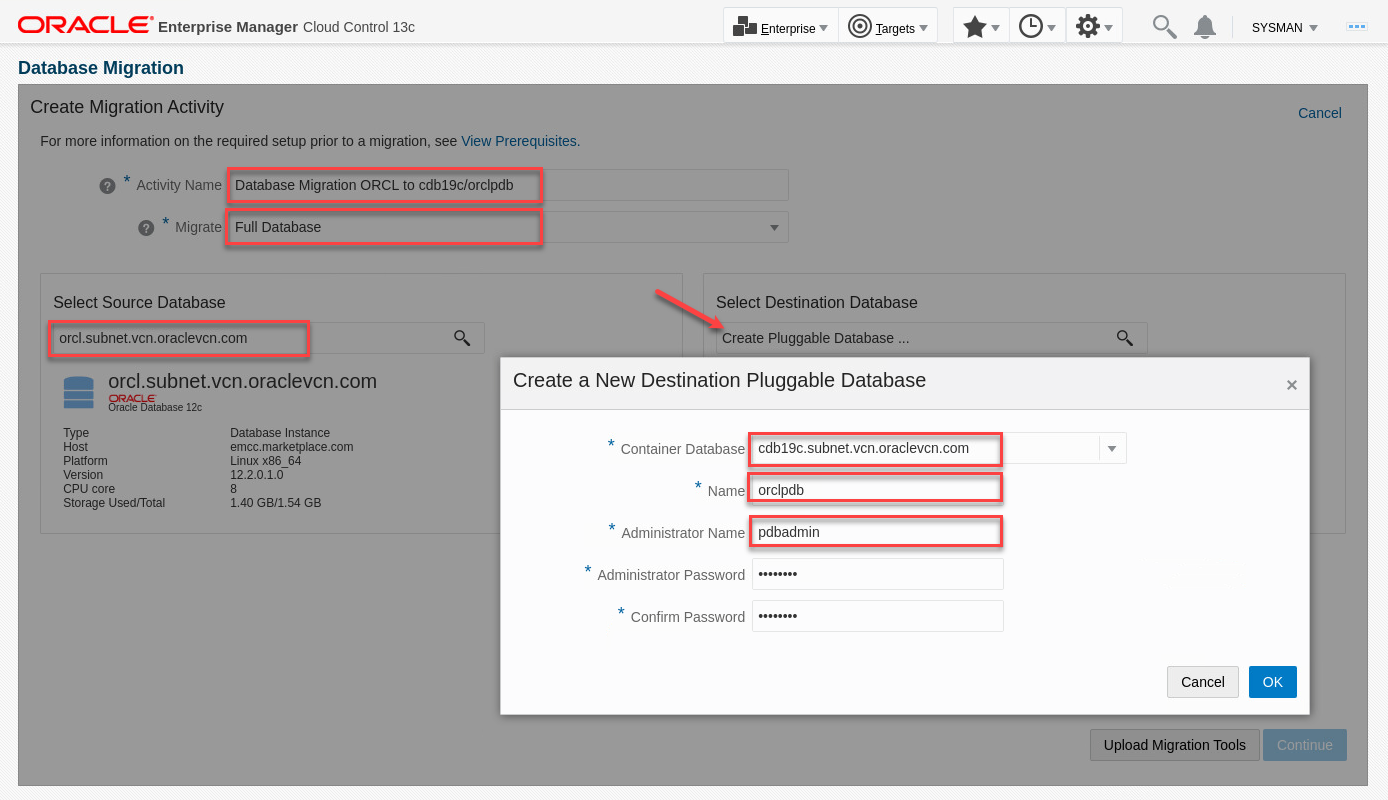 ORACLE Enterprise Manager Cloud Control 13c
Enterprise
Targets
SYSMAN
Database Migration
Create Migration Activity
Cancel
For more information on the required setup prior to a migration, see View Prerequisites.
? * Activity Name Database Migration ORCL to cdb19c/orclpdb
? * Migrate Full Database
Select Source Database
orcl.subnet.vcn.oraclevcn.com
orcl.subnet.vcn.oraclevcn.com
ORACLE
Oracle Database 12c
Type Database Instance
Host emcc.marketplace.com
Platform Linux x86_64
Version 12.2.0.1.0
CPU core 8
Storage Used/Total 1.40 GB/1.54 GB
Select Destination Database
Create Pluggable Database ...
Create a New Destination Pluggable Database
×
* Container Database cdb19c.subnet.vcn.oraclevcn.com
* Name orclpdb
* Administrator Name pdbadmin
* Administrator Password ••••••••
* Confirm Password ••••••••
Cancel OK
Upload Migration Tools Continue